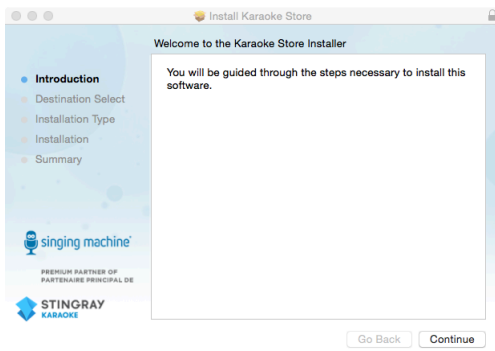 Install Karaoke Store
Welcome to the Karaoke Store Installer
Introduction
Destination Select
Installation Type
Installation
Summary
You will be guided through the steps necessary to install this
software.
singing machine
PREMIUM PARTNER OF
PARTENAIRE PRINCIPAL DE
STINGRAY
KARAOKE
Go Back
Continue